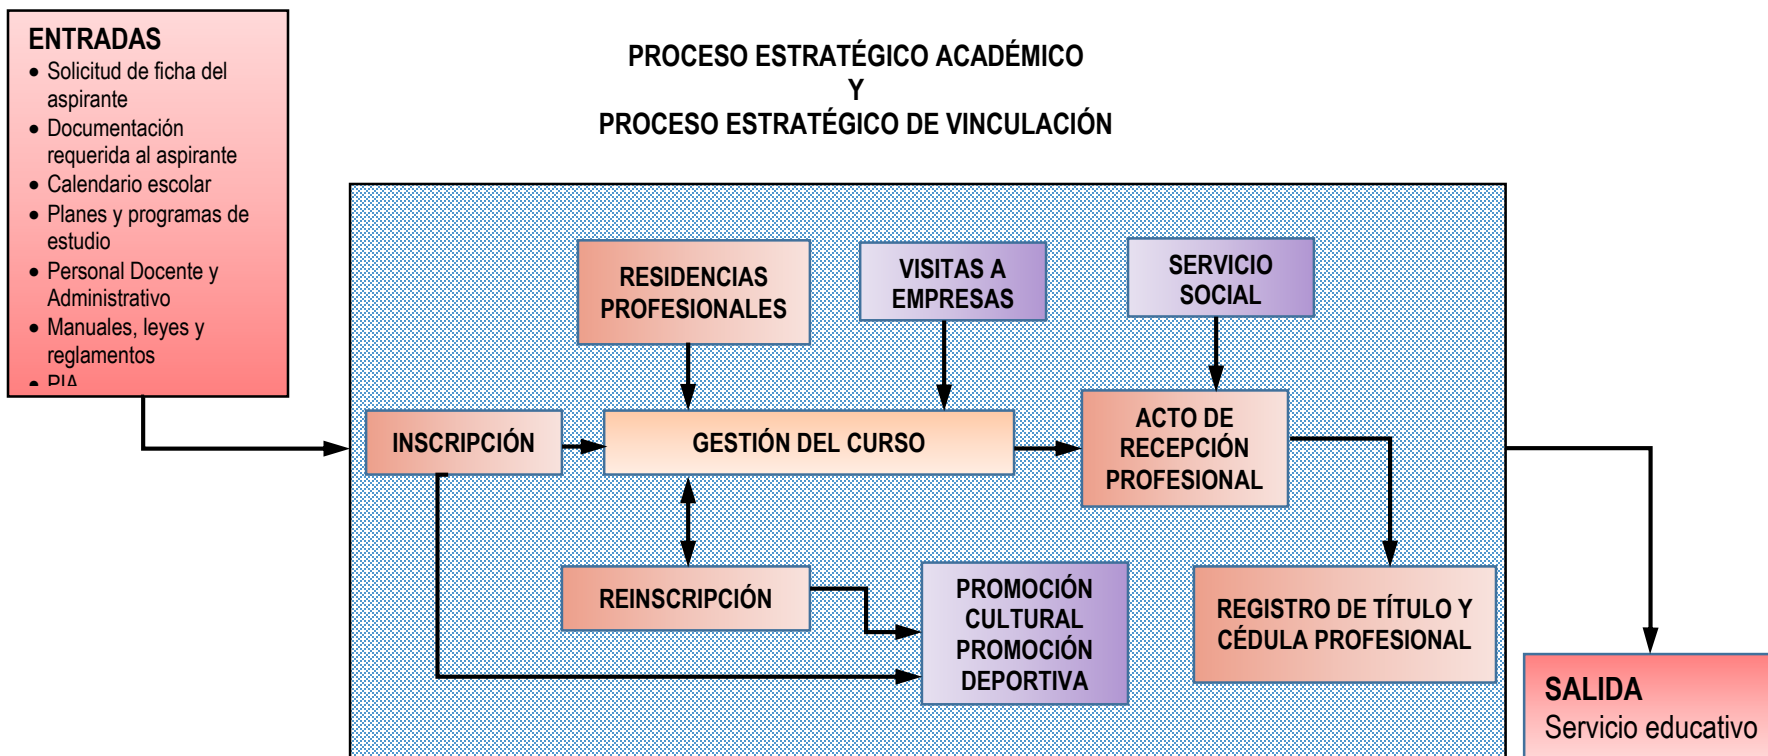 ENTRADAS
• Solicitud de ficha del
aspirante
• Documentación
requerida al aspirante
• Calendario escolar
• Planes y programas de
estudio
• Personal Docente y
Administrativo
• Manuales, leyes y
reglamentos
• PIA
PROCESO ESTRATÉGICO ACADÉMICO
Y
PROCESO ESTRATÉGICO DE VINCULACIÓN
RESIDENCIAS
PROFESIONALES
VISITAS A
EMPRESAS
SERVICIO
SOCIAL
INSCRIPCIÓN
GESTIÓN DEL CURSO
ACTO DE
RECEPCIÓN
PROFESIONAL
REINSCRIPCIÓN
PROMOCIÓN
CULTURAL
PROMOCIÓN
DEPORTIVA
REGISTRO DE TÍTULO Y
CÉDULA PROFESIONAL
SALIDA
Servicio educativo